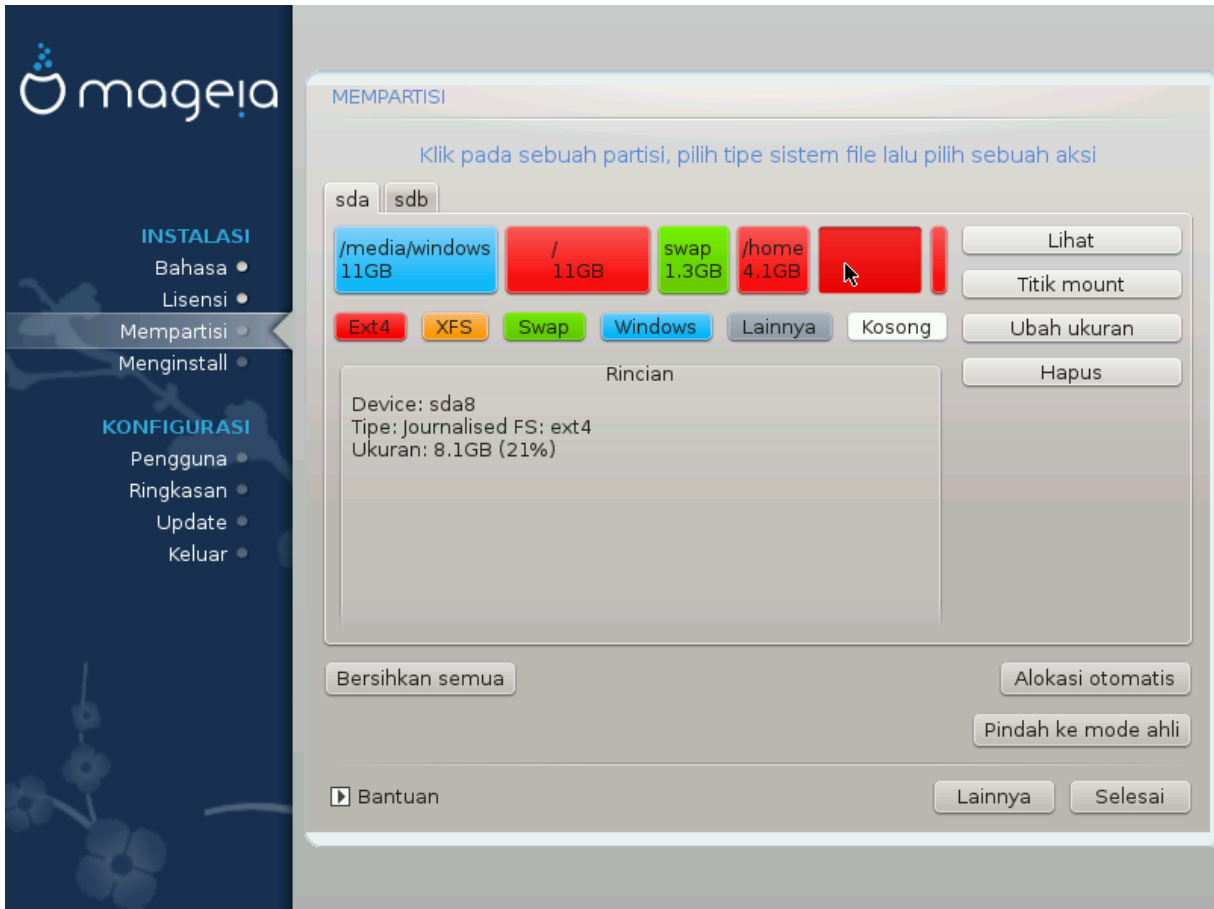 mageia
INSTALASI
Bahasa
Lisensi
Mempartisi
Menginstall
KONFIGURASI
Pengguna
Ringkasan
Update
Keluar
MEMPARTISI
Klik pada sebuah partisi, pilih tipe sistem file lalu pilih sebuah aksi
sda sdb
/media/windows / swap /home
11GB 11GB 1.3GB 4.1GB
Ext4 XFS Swap Windows Lainnya Kosong
Rincian
Device: sda8
Tipe: Journalised FS: ext4
Ukuran: 8.1GB (21%)
Lihat
Titik mount
Ubah ukuran
Hapus
Bersihkan semua
Alokasi otomatis
Pindah ke mode ahli
Bantuan
Lainnya
Selesai